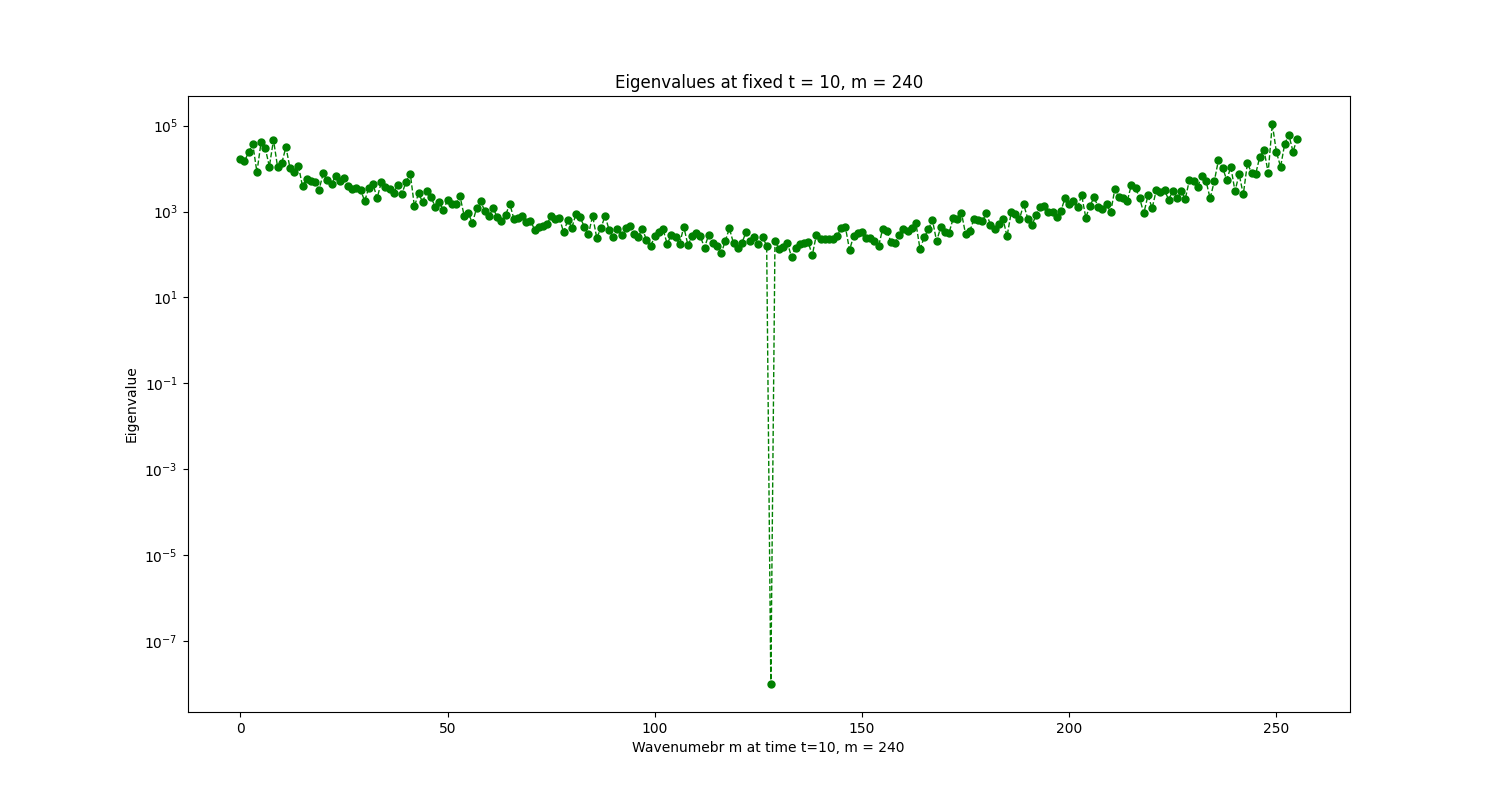 Eigenvalues at fixed t = 10, m = 240
10^5
10^3
10^1
10^−1
10^−3
10^−5
10^−7
Eigenvalue
0 50 100 150 200 250
Wavenumebr m at time t=10, m = 240